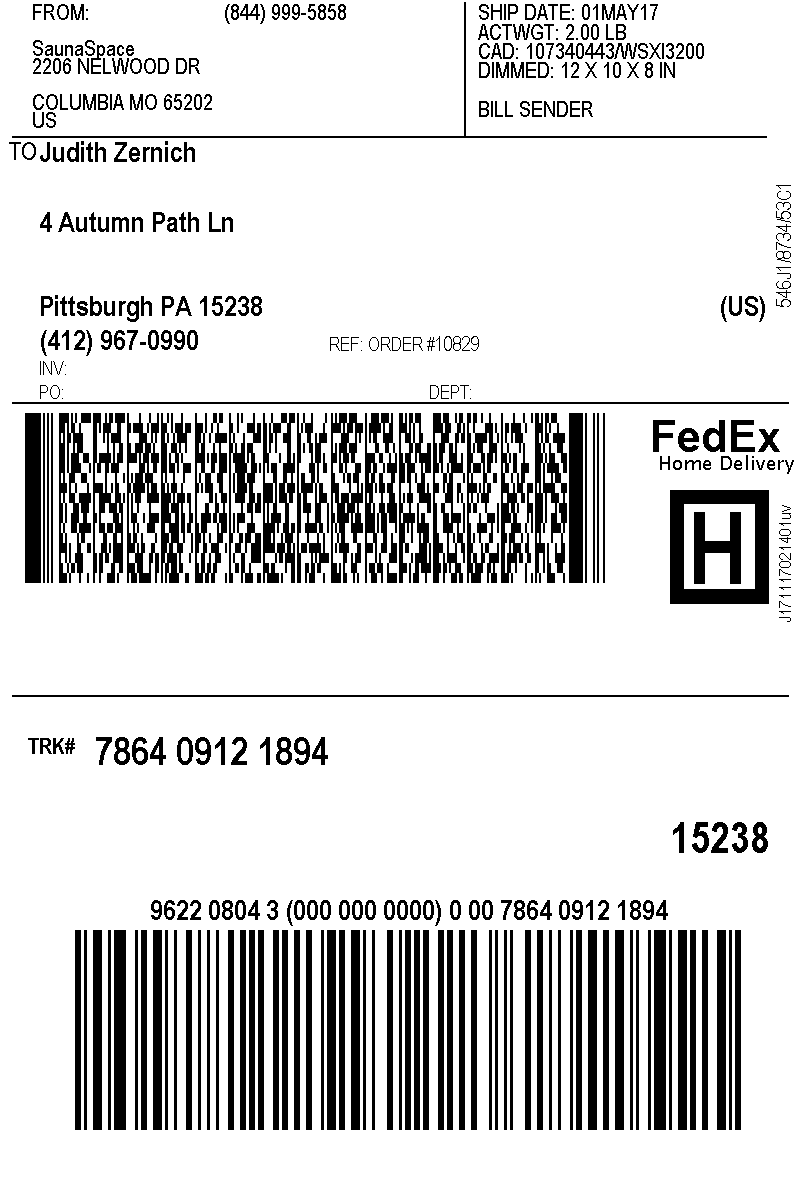 FROM: (844) 999-5858
SaunaSpace
2206 NELWOOD DR
COLUMBIA MO 65202
US
SHIP DATE: 01MAY17
ACTWGT: 2.00 LB
CAD: 107340443/WSXI3200
DIMMED: 12 X 10 X 8 IN
BILL SENDER
TO Judith Zernich
4 Autumn Path Ln
Pittsburgh PA 15238 (US)
(412) 967-0990 REF: ORDER #10829
INV:
PO: DEPT:
546J1/8734/53C1
FedEx
Home Delivery
H
J171117021401uv
TRK# 7864 0912 1894
15238
9622 0804 3 (000 000 0000) 0 00 7864 0912 1894